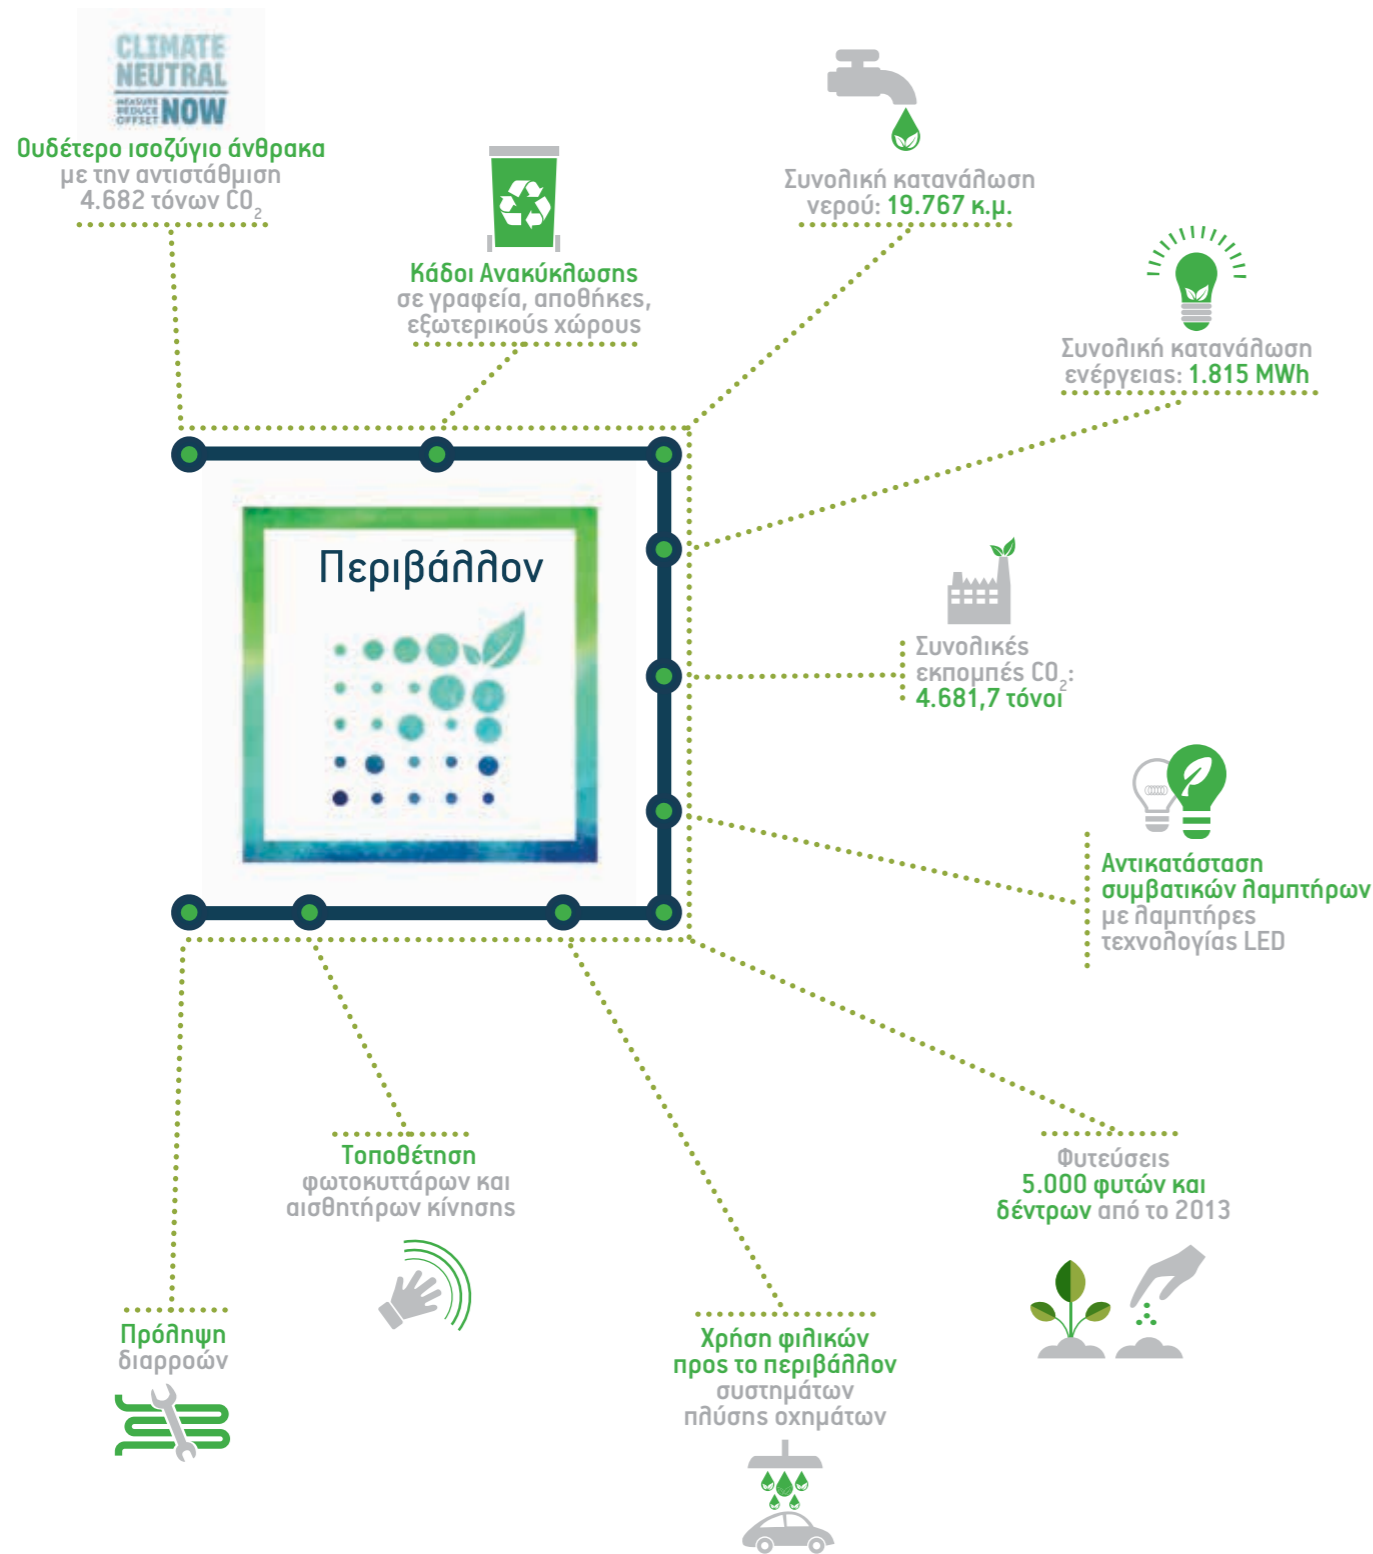 CLIMATE
NEUTRAL
MEASURE
REDUCE
OFFSET
NOW
Ουδέτερο ισοζύγιο άνθρακα
με την αντιστάθμιση
4.682 τόνων CO₂
Κάδοι Ανακύκλωσης
σε γραφεία, αποθήκες,
εξωτερικούς χώρους
Συνολική κατανάλωση
νερού: 19.767 κ.μ.
Συνολική κατανάλωση
ενέργειας: 1.815 MWh
Περιβάλλον
Συνολικές
εκπομπές CO₂:
4.681,7 τόνοι
Αντικατάσταση
συμβατικών λαμπτήρων
με λαμπτήρες
τεχνολογίας LED
Φυτεύσεις
5.000 φυτών και
δέντρων από το 2013
Τοποθέτηση
φωτοκυττάρων και
αισθητήρων κίνησης
Πρόληψη
διαρροών
Χρήση φιλικών
προς το περιβάλλον
συστημάτων
πλύσης οχημάτων